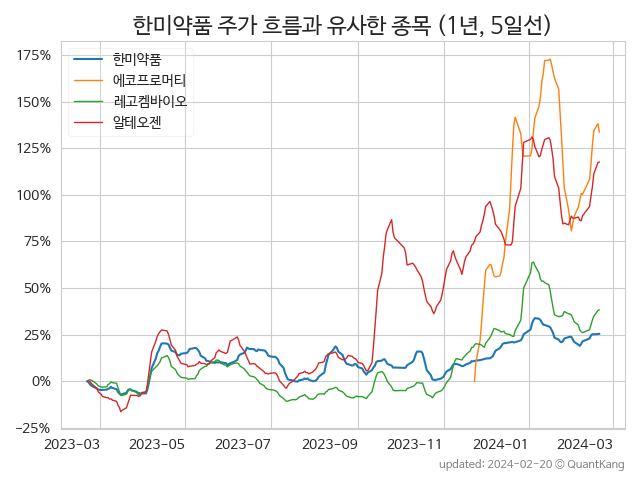 한미약품 주가 흐름과 유사한 종목 (1년, 5일선)
175%
한미약품
에코프로머티
150%
레고켐바이오
알테오젠
125%
100%
75%
50%
25%
0%
−25%
2023-03 2023-05 2023-07 2023-09 2023-11 2024-01 2024-03
updated: 2024-02-20 © QuantKang